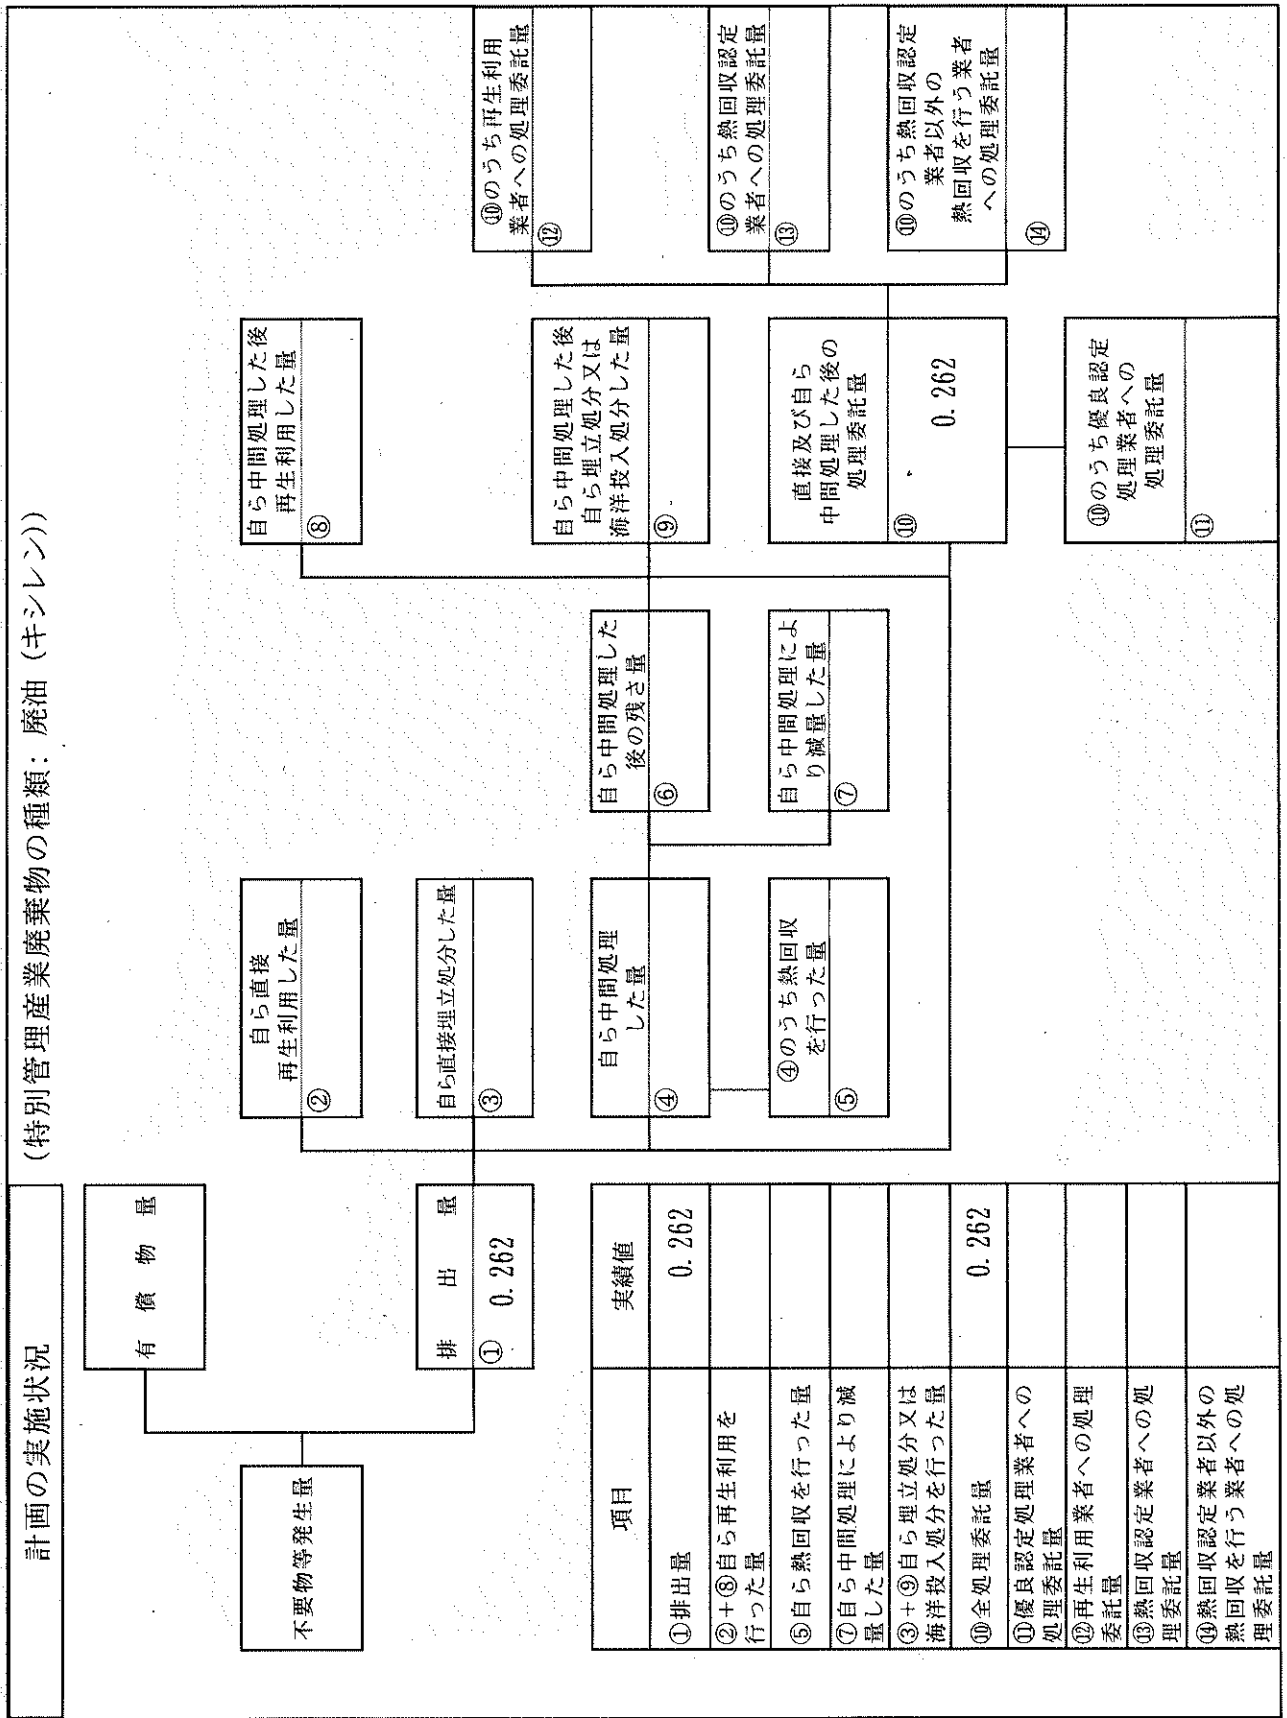 計画の実施状況
(特別管理産業廃棄物の種類: 廃油 (キシレン))
不要物等発生量
有償物量
排出量
① 0.262
自ら直接
再生利用した量
②
自ら直接埋立処分した量
③
自ら中間処理
した量
④
④のうち熱回収
を行った量
⑤
自ら中間処理した
後の残さ量
⑥
自ら中間処理によ
り減量した量
⑦
自ら中間処理した後
再生利用した量
⑧
自ら中間処理した後
自ら埋立処分又は
海洋投入処分した量
⑨
直接及び自ら
中間処理した後の
処理委託量
⑩ 0.262
⑩のうち優良認定
処理業者への
処理委託量
⑪
⑩のうち再生利用
業者への処理委託量
⑫
⑩のうち熱回収認定
業者への処理委託量
⑬
⑩のうち熱回収認定
業者以外の
熱回収を行う業者
への処理委託量
⑭
項目 実績値
①排出量 0.262
②+⑧自ら再生利用を
行った量
⑤自ら熱回収を行った量
⑦自ら中間処理により減
量した量
③+⑨自ら埋立処分又は
海洋投入処分を行った量
⑩全処理委託量 0.262
⑪優良認定処理業者への
処理委託量
⑫再生利用業者への処理
委託量
⑬熱回収認定業者への処
理委託量
⑭熱回収認定業者以外の
熱回収を行う業者への処
理委託量